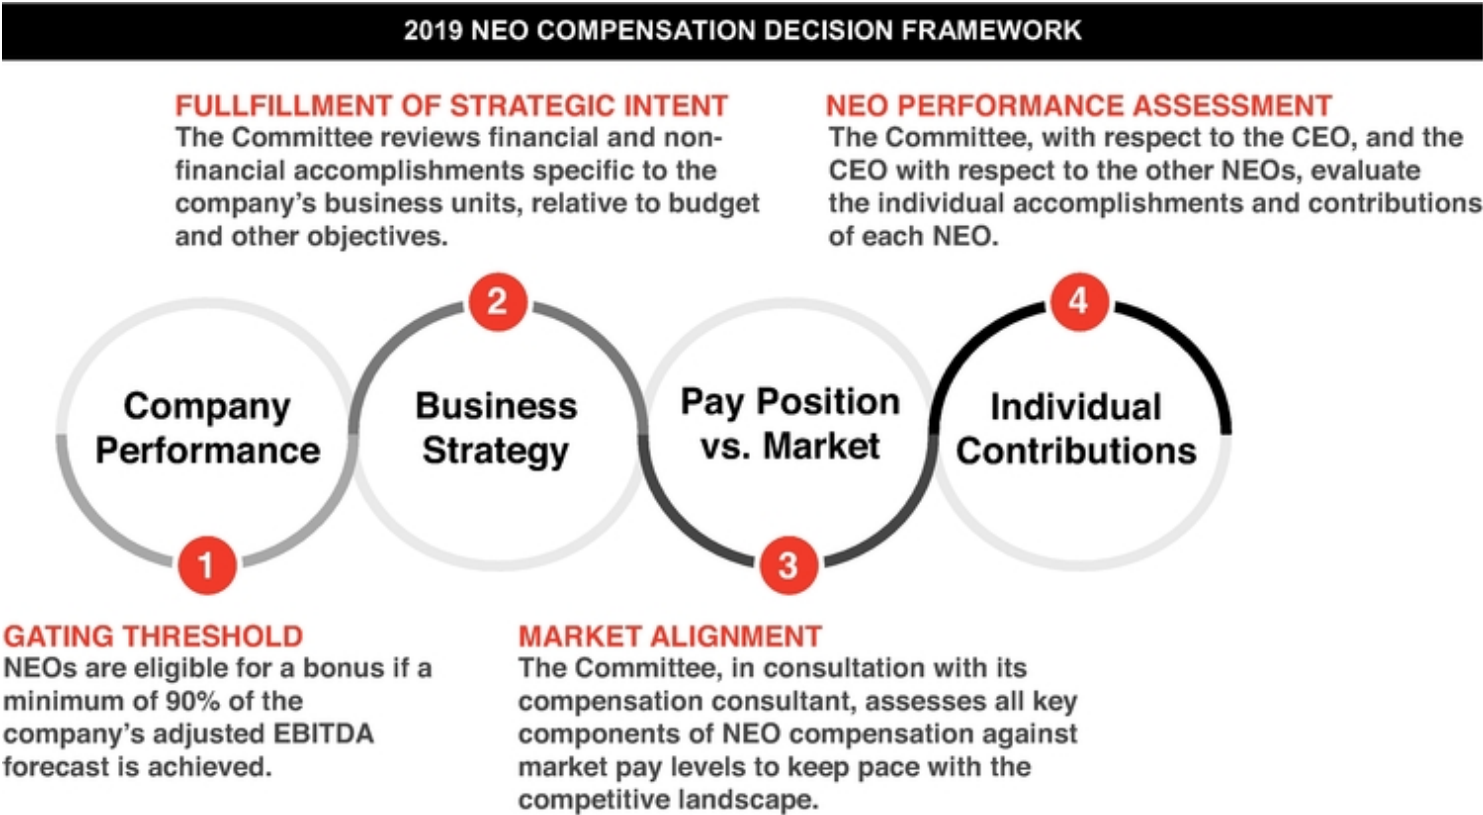 2019 NEO COMPENSATION DECISION FRAMEWORK
FULLFILLMENT OF STRATEGIC INTENT
The Committee reviews financial and non-
financial accomplishments specific to the
company's business units, relative to budget
and other objectives.
NEO PERFORMANCE ASSESSMENT
The Committee, with respect to the CEO, and the
CEO with respect to the other NEOs, evaluate
the individual accomplishments and contributions
of each NEO.
2
4
Company
Performance
Business
Strategy
Pay Position
vs. Market
Individual
Contributions
1
3
GATING THRESHOLD
NEOs are eligible for a bonus if a
minimum of 90% of the
company's adjusted EBITDA
forecast is achieved.
MARKET ALIGNMENT
The Committee, in consultation with its
compensation consultant, assesses all key
components of NEO compensation against
market pay levels to keep pace with the
competitive landscape.